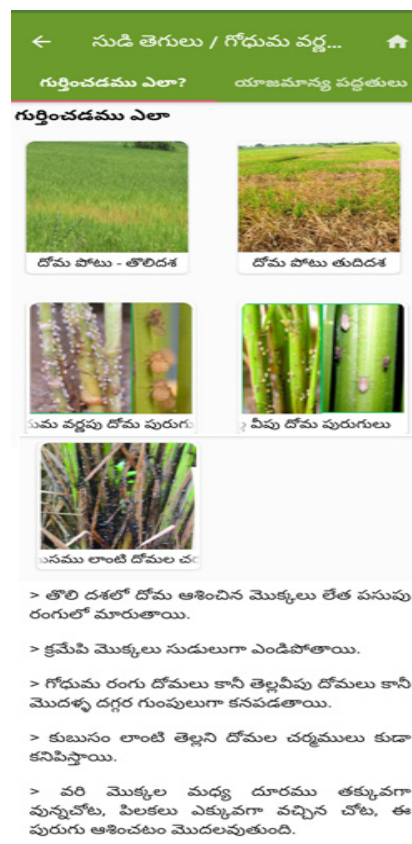 సుడి తెగులు / గోధుమ వర్ణ...
గుర్తించడము ఎలా? యాజమాన్య పద్ధతులు
గుర్తించడము ఎలా
దోమ పోటు - తొలిదశ దోమ పోటు తుదిదశ
ుమ వర్ణపు దోమ పురుగు వీపు దోమ పురుగులు
ుసము లాంటి దోమల చర
> తొలి దశలో దోమ ఆశించిన మొక్కలు లేత పసుపు
రంగులో మారుతాయి.
> క్రమేపి మొక్కలు సుడులుగా ఎండిపోతాయి.
> గోధుమ రంగు దోమలు కానీ తెల్లవీపు దోమలు కానీ
మొదళ్ళ దగ్గర గుంపులుగా కనపడతాయి.
> కుబుసం లాంటి తెల్లని దోమల చర్మములు కుడా
కనిపిస్తాయి.
> వరి మొక్కల మధ్య దూరము తక్కువగా
వున్నచోట, పిలకలు ఎక్కువగా వచ్చిన చోట, ఈ
పురుగు ఆశించటం మొదలవుతుంది.